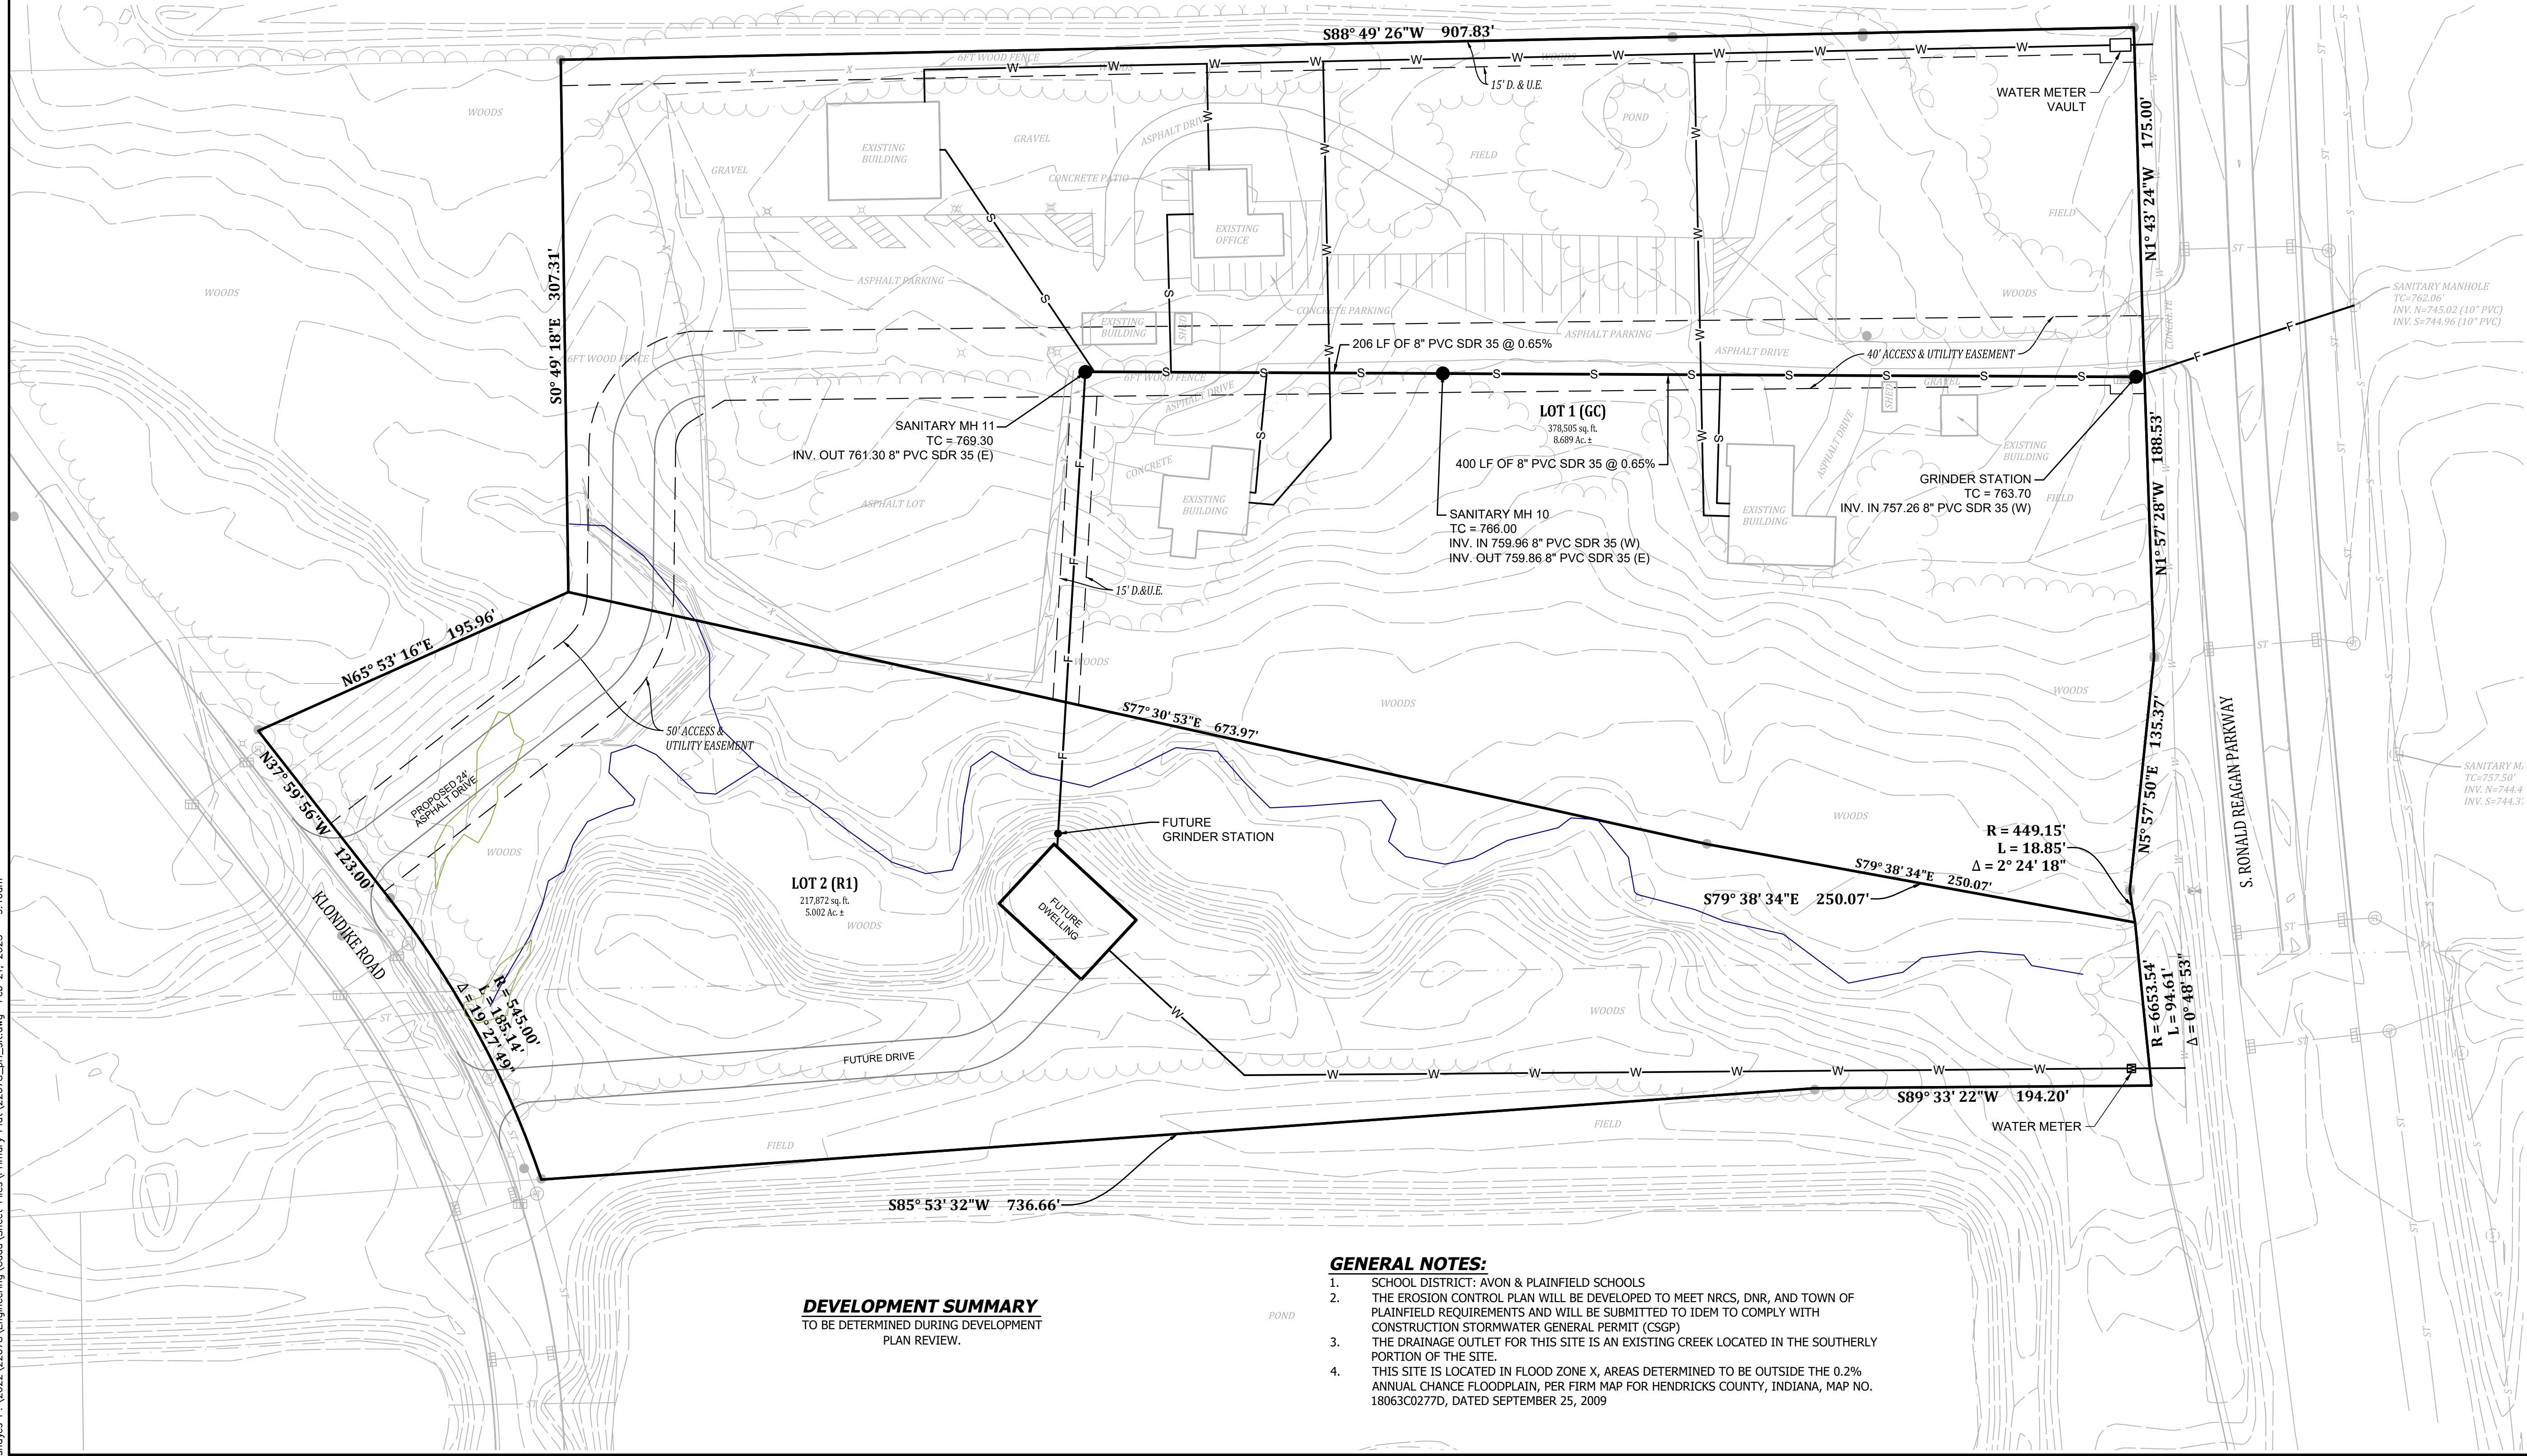 S88° 49' 26"W 907.83'
6FT WOOD FENCE
WOODS
WOODS
15' D. & U.E.
WATER METER
VAULT
WOODS
POND
ASPHALT DRIVE
GRAVEL
EXISTING
BUILDING
FIELD
GRAVEL
CONCRETE PATIO
N1° 43' 24"W 175.00'
FIELD
EXISTING
OFFICE
ST
S0° 49' 18"E 307.31'
ASPHALT PARKING
WOODS
WOODS
SANITARY MANHOLE
TC=762.06'
INV. N=745.02 (10" PVC)
INV. S=744.96 (10" PVC)
CONCRETE PARKING
EXISTING
BUILDING
SHED
ASPHALT PARKING
CONCRETE
206 LF OF 8" PVC SDR 35 @ 0.65%
ASPHALT DRIVE
40' ACCESS & UTILITY EASEMENT
6FT WOOD FENCE
6FT WOOD FENCE
GRAVEL
ASPHALT DRIVE
SHED
LOT 1 (GC)
378,505 sq. ft.
8.689 Ac. ±
SANITARY MH 11
TC = 769.30
INV. OUT 761.30 8" PVC SDR 35 (E)
ASPHALT DRIVE
EXISTING
BUILDING
CONCRETE
400 LF OF 8" PVC SDR 35 @ 0.65%
GRINDER STATION
TC = 763.70
INV. IN 757.26 8" PVC SDR 35 (W)
FIELD
N1° 57' 28"W 188.53'
ASPHALT LOT
EXISTING
BUILDING
SANITARY MH 10
TC = 766.00
INV. IN 759.96 8" PVC SDR 35 (W)
INV. OUT 759.86 8" PVC SDR 35 (E)
EXISTING
BUILDING
15' D.&U.E.
N65° 53' 16"E 195.96'
ST
WOODS
WOODS
WOODS
S77° 30' 53"E 673.97'
50' ACCESS &
UTILITY EASEMENT
N5° 57' 50"E 135.37'
S. RONALD REAGAN PARKWAY
TC=757.50'
N37° 59' 56"W 123.00'
PROPOSED 24'
ASPHALT DRIVE
FUTURE
GRINDER STATION
WOODS
R = 449.15'
L = 18.85'
Δ = 2° 24' 18"
WOODS
S79° 38' 34"E 250.07'
S79° 38' 34"E 250.07'
LOT 2 (R1)
217,872 sq. ft.
5.002 Ac. ±
WOODS
FUTURE
DWELLING
KLONDIKE ROAD
ST
R = 545.00'
L = 185.14'
Δ = 19° 27' 49"
R = 6653.54'
L = 94.61'
Δ = 0° 48' 53"
WOODS
ST
ST
FUTURE DRIVE
S89° 33' 22"W 194.20'
WATER METER
FIELD
FIELD
S85° 53' 32"W 736.66'
GENERAL NOTES:
1. SCHOOL DISTRICT: AVON & PLAINFIELD SCHOOLS
2. THE EROSION CONTROL PLAN WILL BE DEVELOPED TO MEET NRCS, DNR, AND TOWN OF
PLAINFIELD REQUIREMENTS AND WILL BE SUBMITTED TO IDEM TO COMPLY WITH
CONSTRUCTION STORMWATER GENERAL PERMIT (CSGP)
3. THE DRAINAGE OUTLET FOR THIS SITE IS AN EXISTING CREEK LOCATED IN THE SOUTHERLY
PORTION OF THE SITE.
4. THIS SITE IS LOCATED IN FLOOD ZONE X, AREAS DETERMINED TO BE OUTSIDE THE 0.2%
ANNUAL CHANCE FLOODPLAIN, PER FIRM MAP FOR HENDRICKS COUNTY, INDIANA, MAP NO.
18063C0277D, DATED SEPTEMBER 25, 2009
DEVELOPMENT SUMMARY
TO BE DETERMINED DURING DEVELOPMENT
PLAN REVIEW.
POND
ST